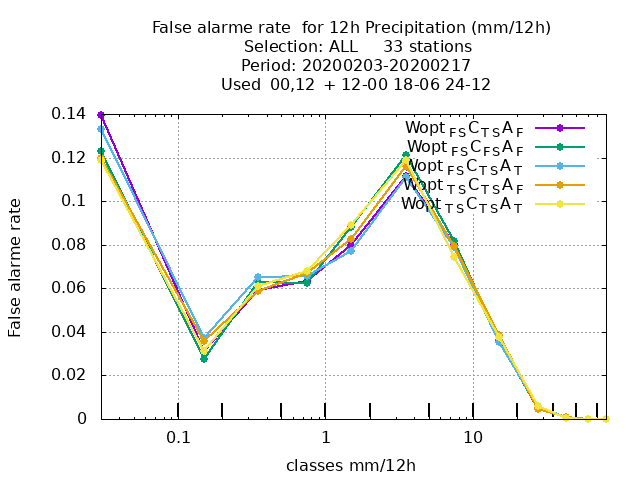 False alarme rate  for 12h Precipitation (mm/12h)
Selection: ALL     33 stations
Period: 20200203-20200217
Used  00,12  + 12-00 18-06 24-12
Wopt FS C TS A F
Wopt FS C FS A F
Wopt FS C TS A T
Wopt TS C TS A F
Wopt TS C TS A T
0.14
0.12
0.1
0.08
0.06
0.04
0.02
0
False alarme rate
0.1 1 10
classes mm/12h